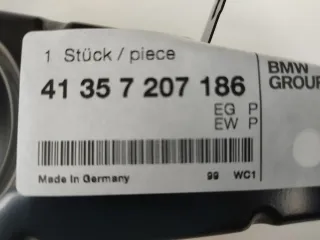 1 Stück / piece
41 35 7 207 186
EG P
EW P
Made in Germany
99 WC1
BMW
GROUP